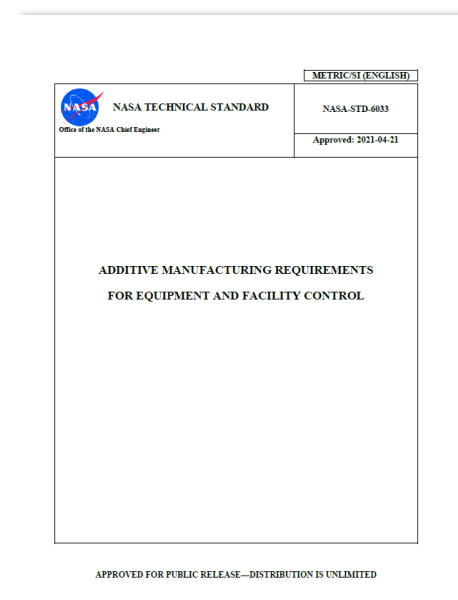 METRIC/SI (ENGLISH)
NASA
NASA TECHNICAL STANDARD
NASA-STD-6033
Office of the NASA Chief Engineer
Approved: 2021-04-21
ADDITIVE MANUFACTURING REQUIREMENTS
FOR EQUIPMENT AND FACILITY CONTROL
APPROVED FOR PUBLIC RELEASE—DISTRIBUTION IS UNLIMITED